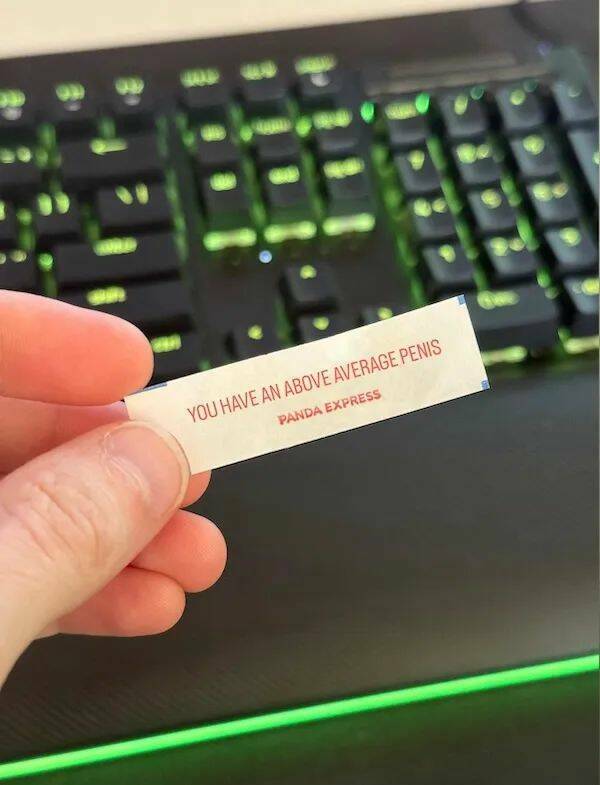 YOU HAVE AN ABOVE AVERAGE PENIS
PANDA EXPRESS